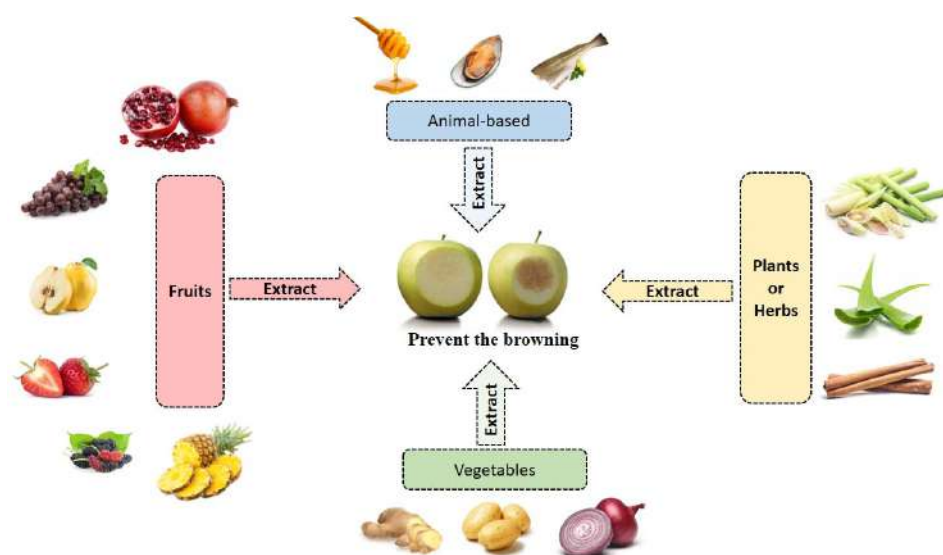 Animal-based
Extract
Fruits
Extract
Prevent the browning
Extract
Plants
or
Herbs
Extract
Vegetables